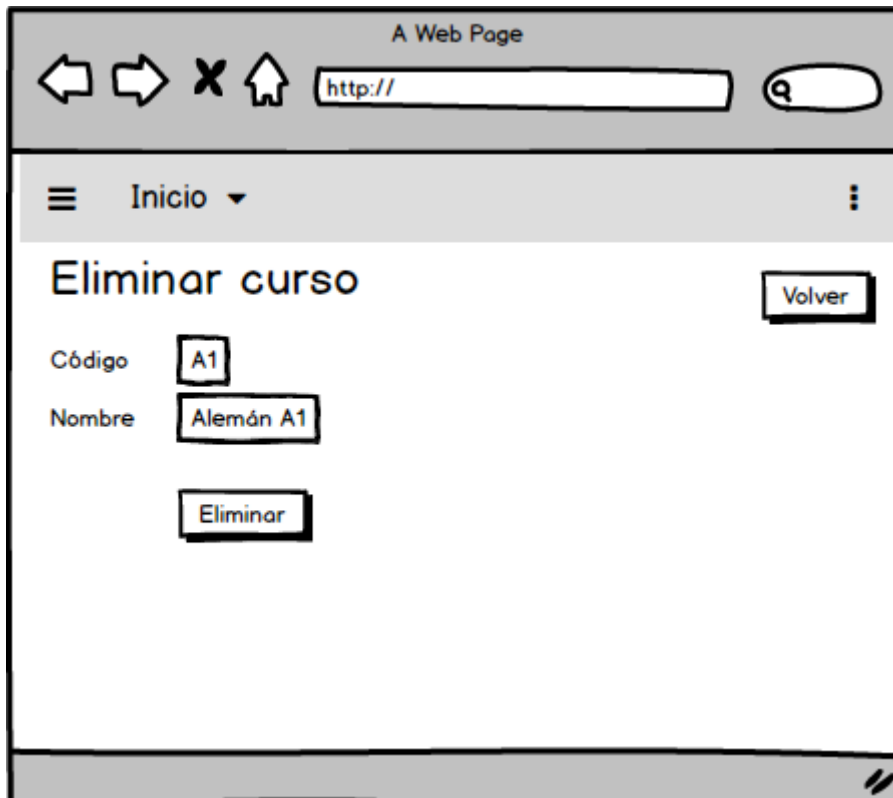 A Web Page
http://
Inicio
Eliminar curso
Volver
Código A1
Nombre Alemán A1
Eliminar